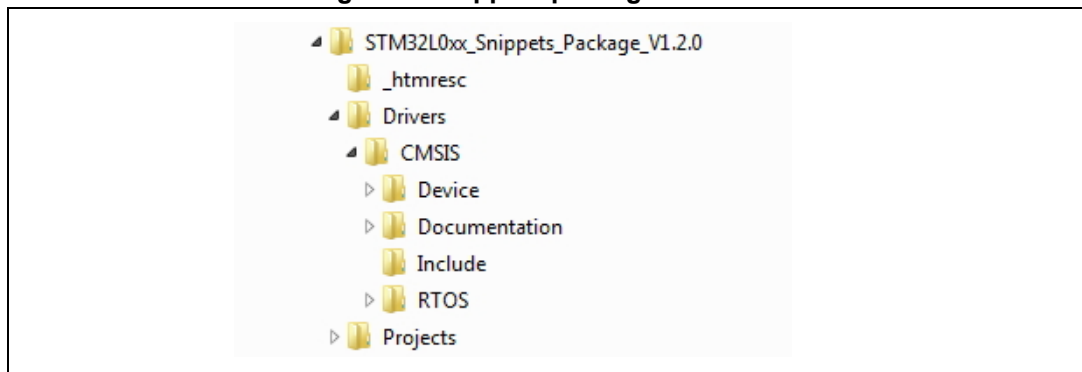 STM32L0xx_Snippets_Package_V1.2.0
_htmresc
Drivers
CMSIS
Device
Documentation
Include
RTOS
Projects